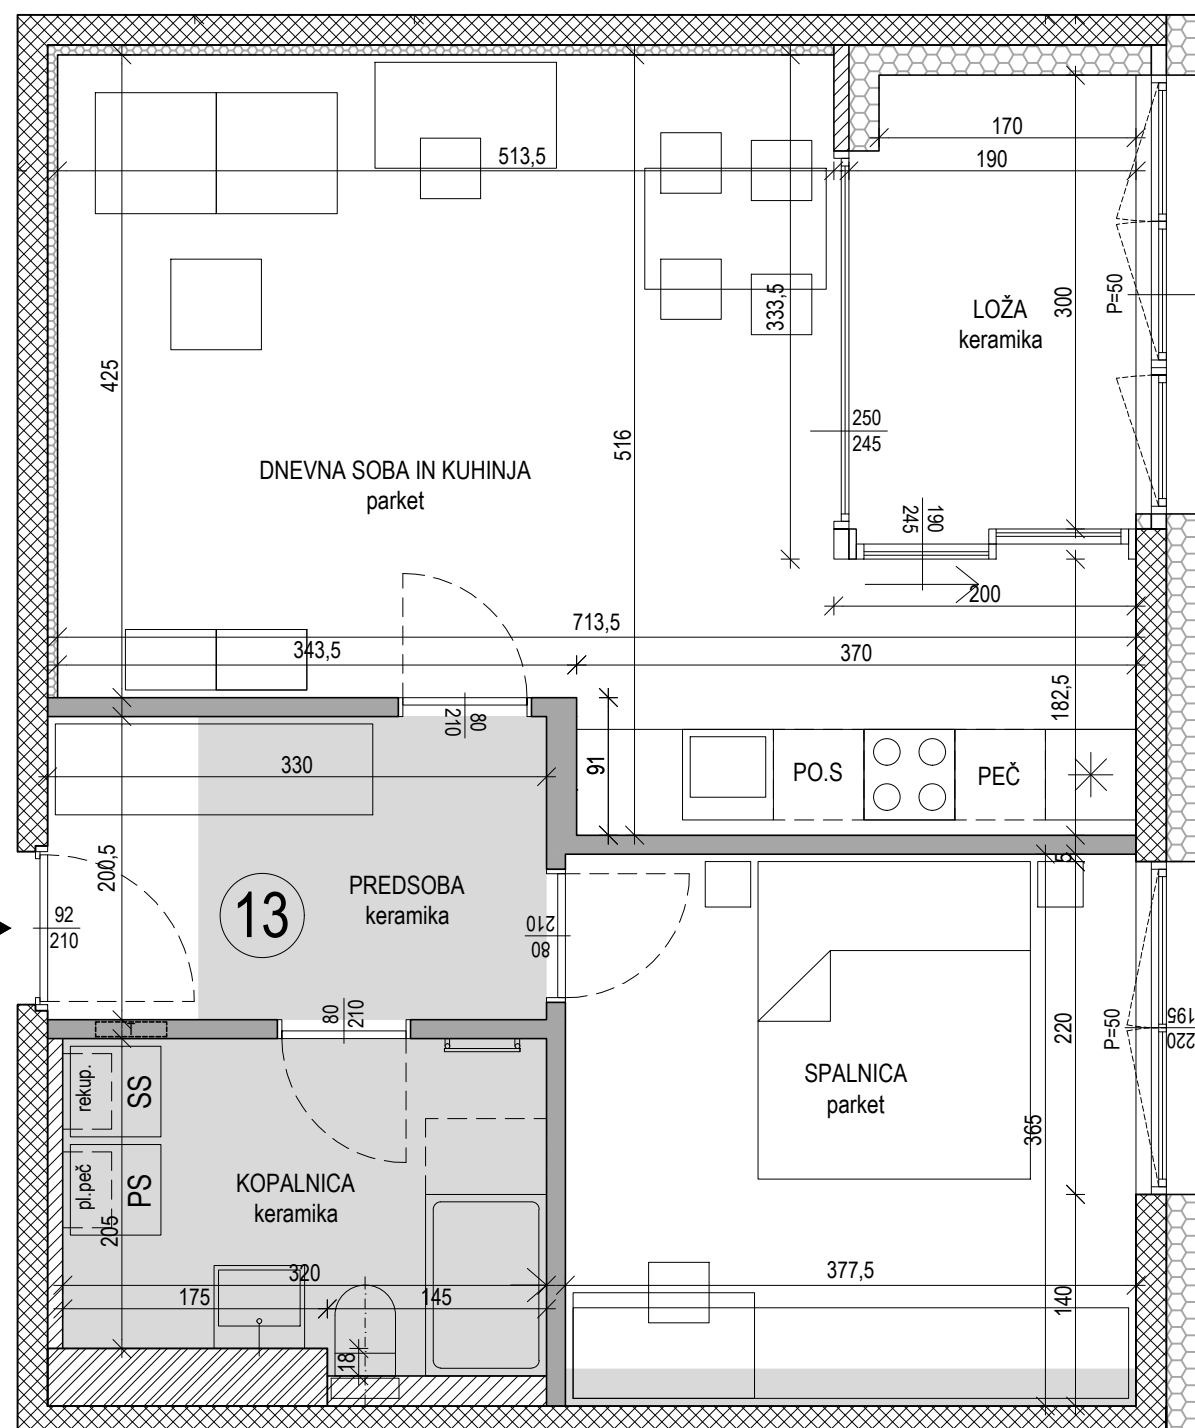 170
513,5
190
LOŽA
keramika
300
P=50
333,5
425
516
250
245
DNEVNA SOBA IN KUHINJA
parket
190
245
200
713,5
343,5
370
182,5
80
210
91
330
PO.S
PEČ
200,5
PREDSOBA
keramika
13
92
210
210
80
5
80
210
220
P=50
195
220
SPALNICA
parket
365
rekup.
SS
pl.peč
PS
205
KOPALNICA
keramika
320
175
145
18
377,5
140